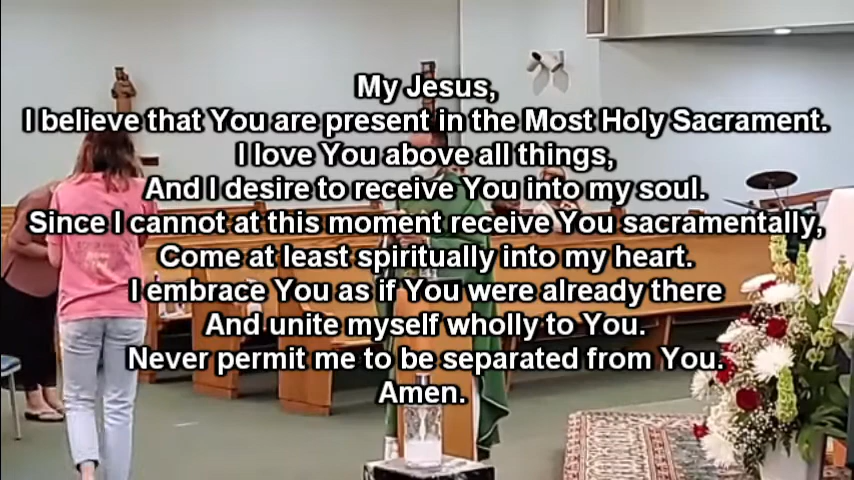 My Jesus,
I believe that You are present in the Most Holy Sacrament.
I love You above all things,
And I desire to receive You into my soul.
Since I cannot at this moment receive You sacramentally,
Come at least spiritually into my heart.
I embrace You as if You were already there
And unite myself wholly to You.
Never permit me to be separated from You.
Amen.